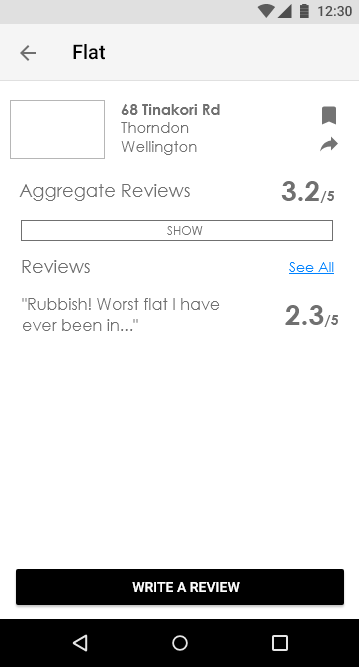 12:30
Flat
68 Tinakori Rd
Thorndon
Wellington
Aggregate Reviews 3.2/5
SHOW
Reviews See All
"Rubbish! Worst flat I have
ever been in..." 2.3/5
WRITE A REVIEW